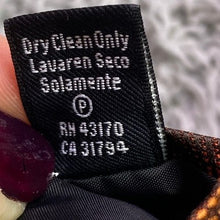 Dry Clean Only
Lavaren Seco
Solamente
P
RN 43170
CA 31794